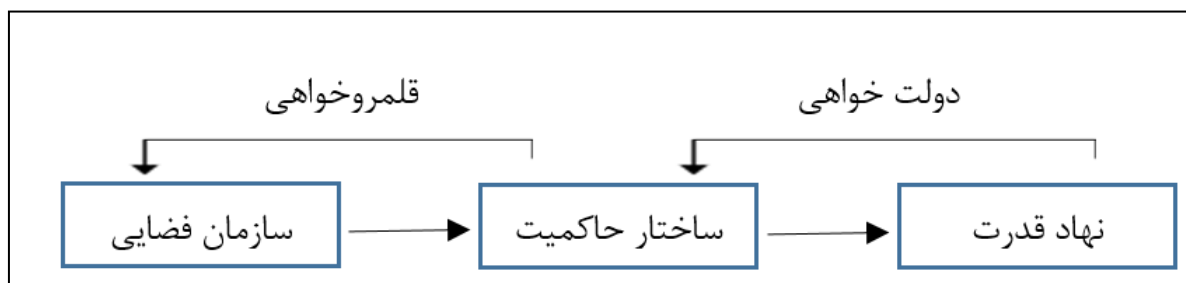 دولت خواهی
قلمروخواهی
نهاد قدرت
ساختار حاکمیت
سازمان فضایی